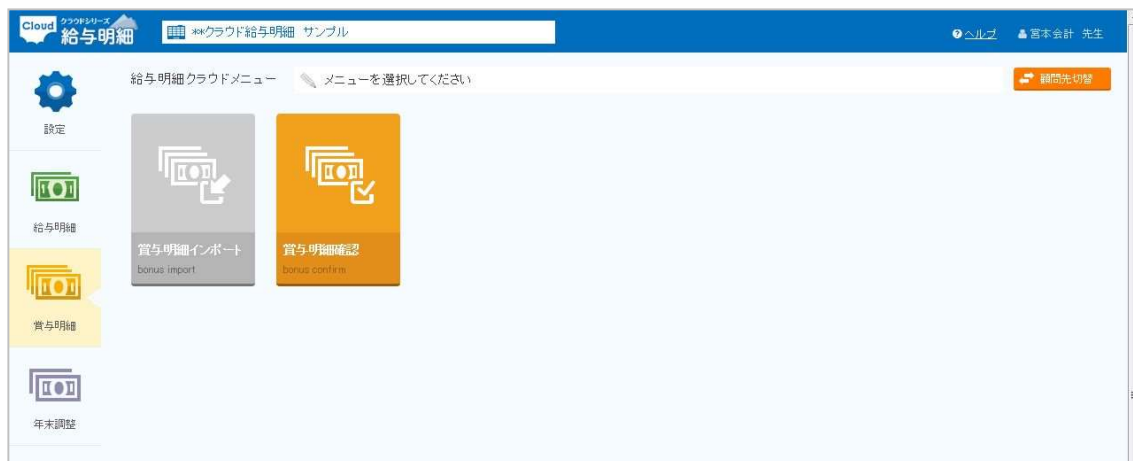 Cloud クラウドシリーズ
給与明細
**クラウド給与明細 サンプル
ヘルプ
宮本会計 先生
設定
給与明細
賞与明細
年末調整
給与明細クラウドメニュー
メニューを選択してください
顧問先切替
賞与明細インポート
bonus import
賞与明細確認
bonus confirm